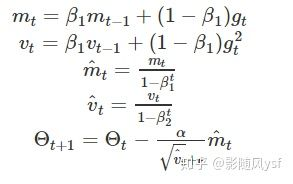 mₜ = β₁mₜ₋₁ + (1 − β₁)gₜ
vₜ = β₁vₜ₋₁ + (1 − β₁)gₜ²
m̂ₜ = mₜ / (1−β₁ᵗ)
v̂ₜ = vₜ / (1−β₂ᵗ)
Θₜ₊₁ = Θₜ − α / √v̂ m̂ₜ
知乎 @影随风ysf